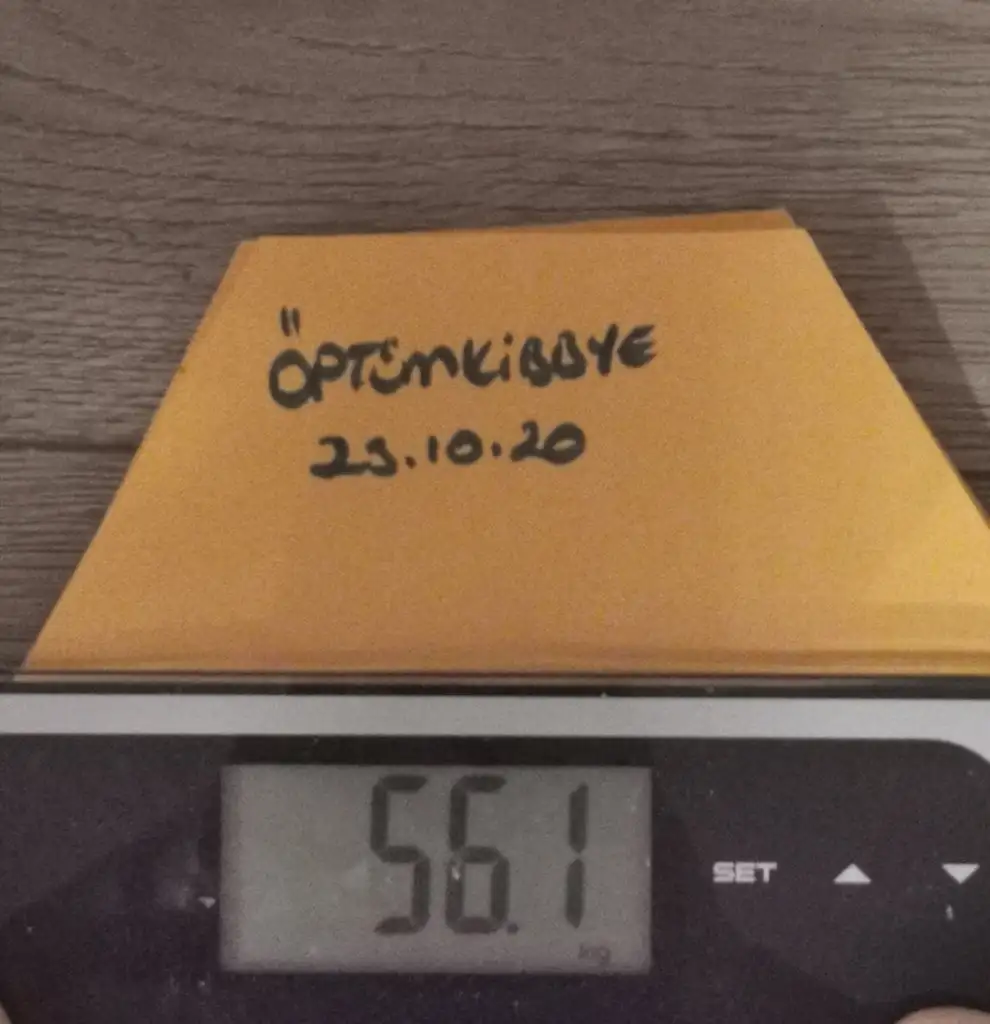 ÖPTÜMKiBBYE
23.10.20
56.1
kg
SET